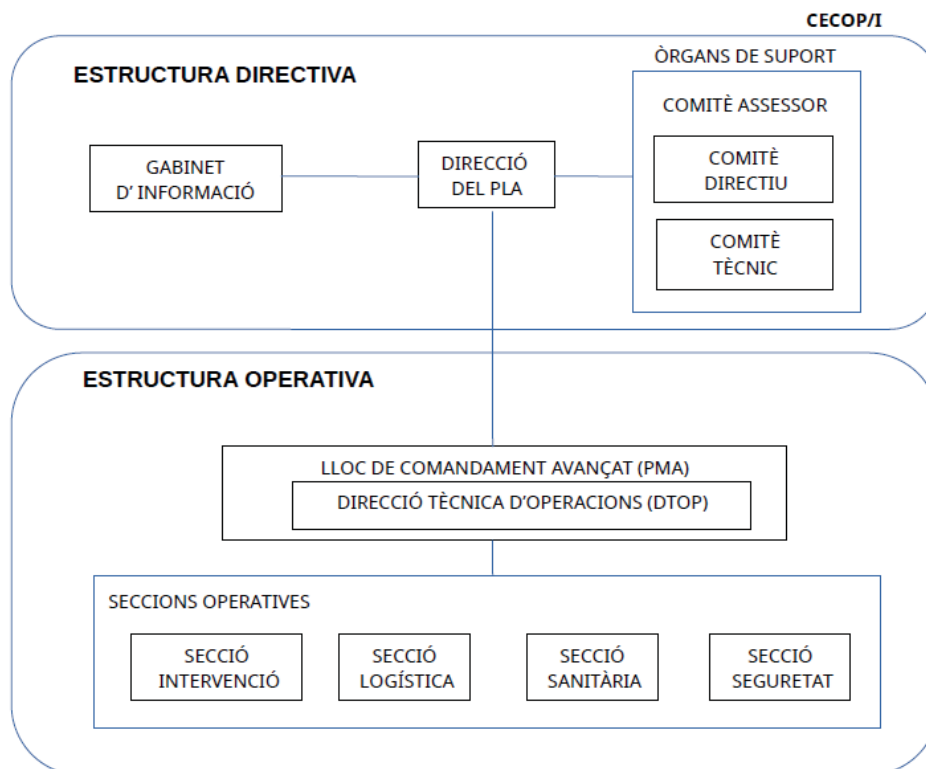 CECOP/I
ESTRUCTURA DIRECTIVA
ÒRGANS DE SUPORT
COMITÈ ASSESSOR
GABINET
D' INFORMACIÓ
DIRECCIÓ
DEL PLA
COMITÈ
DIRECTIU
COMITÈ
TÈCNIC
ESTRUCTURA OPERATIVA
LLOC DE COMANDAMENT AVANÇAT (PMA)
DIRECCIÓ TÈCNICA D'OPERACIONS (DTOP)
SECCIONS OPERATIVES
SECCIÓ
INTERVENCIÓ
SECCIÓ
LOGÍSTICA
SECCIÓ
SANITÀRIA
SECCIÓ
SEGURETAT